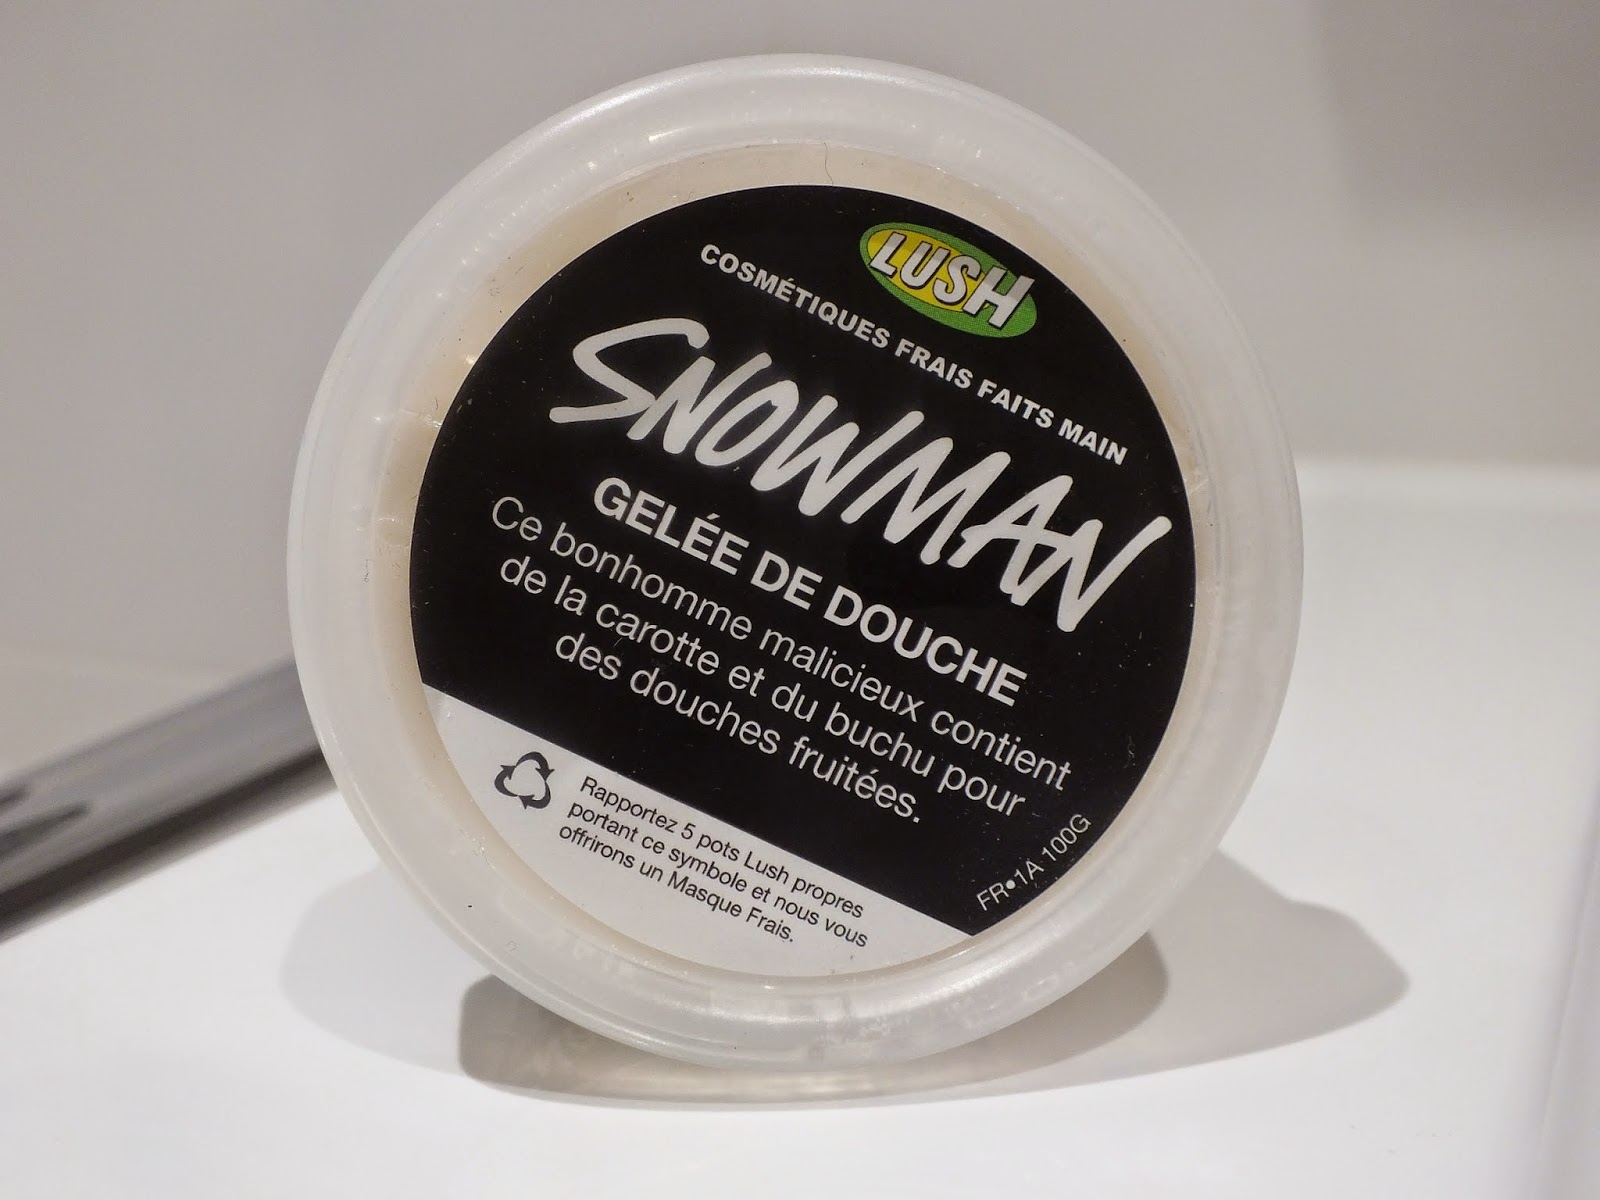 LUSH
COSMÉTIQUES FRAIS FAITS MAIN
SNOWMAN
GELÉE DE DOUCHE
Ce bonhomme malicieux contient
de la carotte et du buchu pour
des douches fruitées.
FR•1A 100G
Rapportez 5 pots Lush propres
portant ce symbole et nous vous
offrirons un Masque Frais.